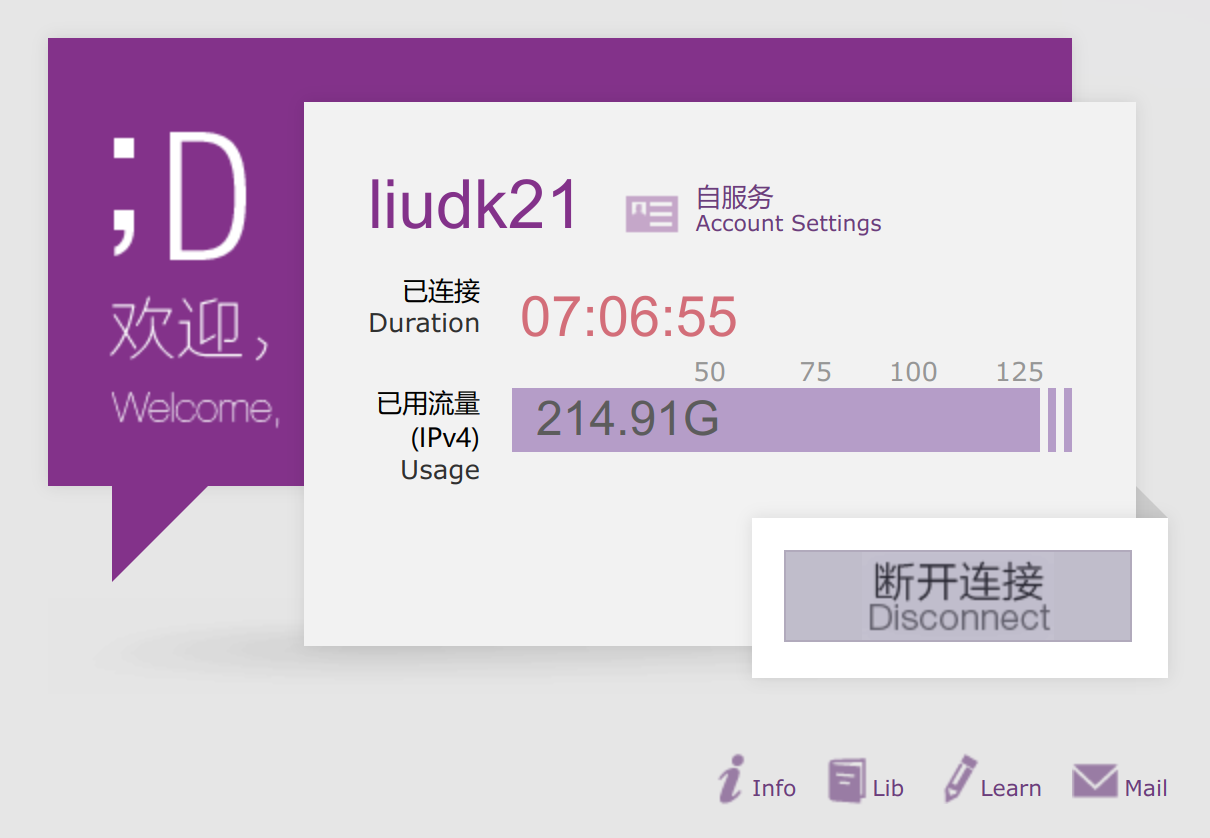 ;D
欢迎，
Welcome,
liudk21
自服务
Account Settings
已连接
Duration
07:06:55
50 75 100 125
已用流量
(IPv4)
Usage
214.91G
断开连接
Disconnect
Info Lib Learn Mail